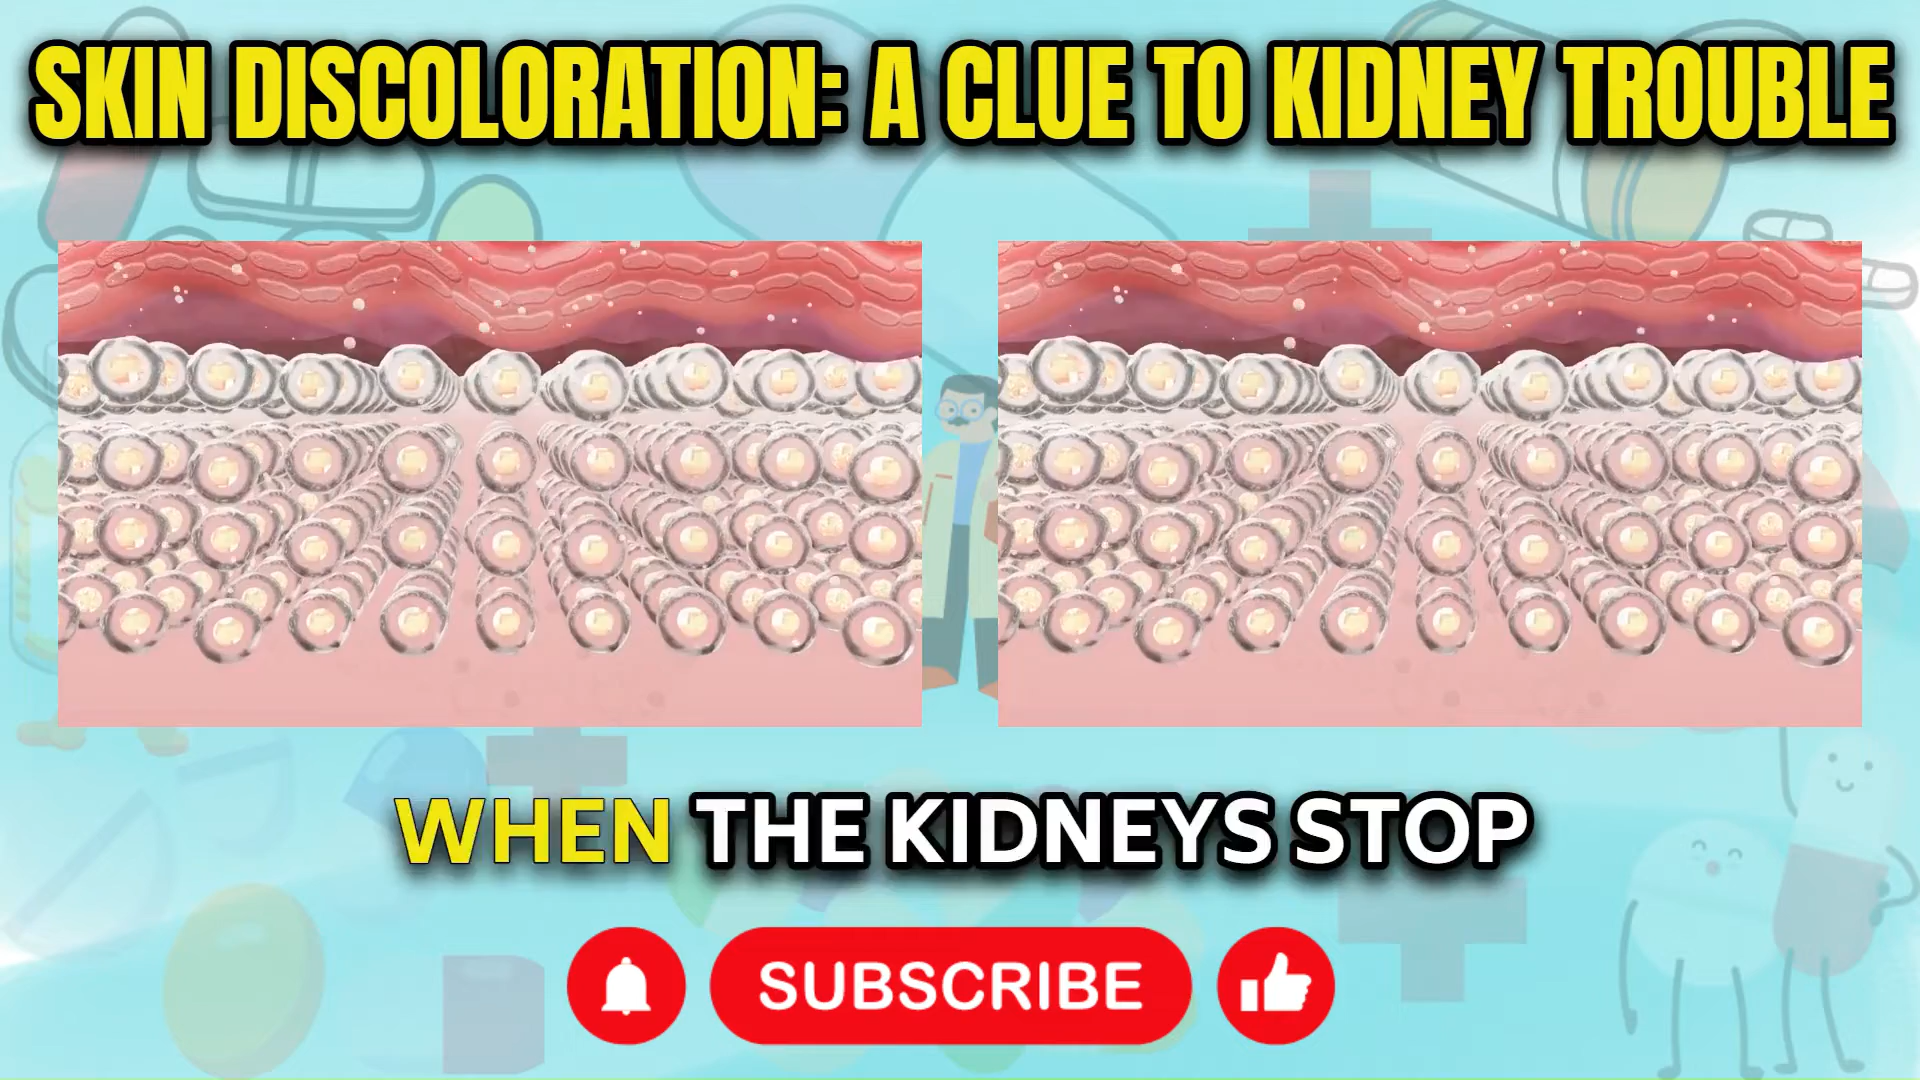 SKIN DISCOLORATION: A CLUE TO KIDNEY TROUBLE
WHEN THE KIDNEYS STOP
SUBSCRIBE